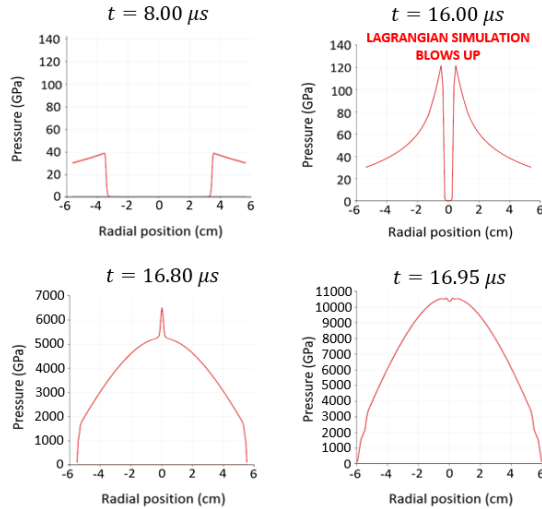 t = 8.00 μs
Pressure (GPa)
140
120
100
80
60
40
20
0
-6 -4 -2 0 2 4 6
Radial position (cm)
t = 16.00 μs
LAGRANGIAN SIMULATION
BLOWS UP
Pressure (GPa)
140
120
100
80
60
40
20
0
-6 -4 -2 0 2 4 6
Radial position (cm)
t = 16.80 μs
Pressure (GPa)
7000
6000
5000
4000
3000
2000
1000
0
-6 -4 -2 0 2 4 6
Radial position (cm)
t = 16.95 μs
Pressure (GPa)
11000
10000
9000
8000
7000
6000
5000
4000
3000
2000
1000
0
-6 -4 -2 0 2 4 6
Radial position (cm)